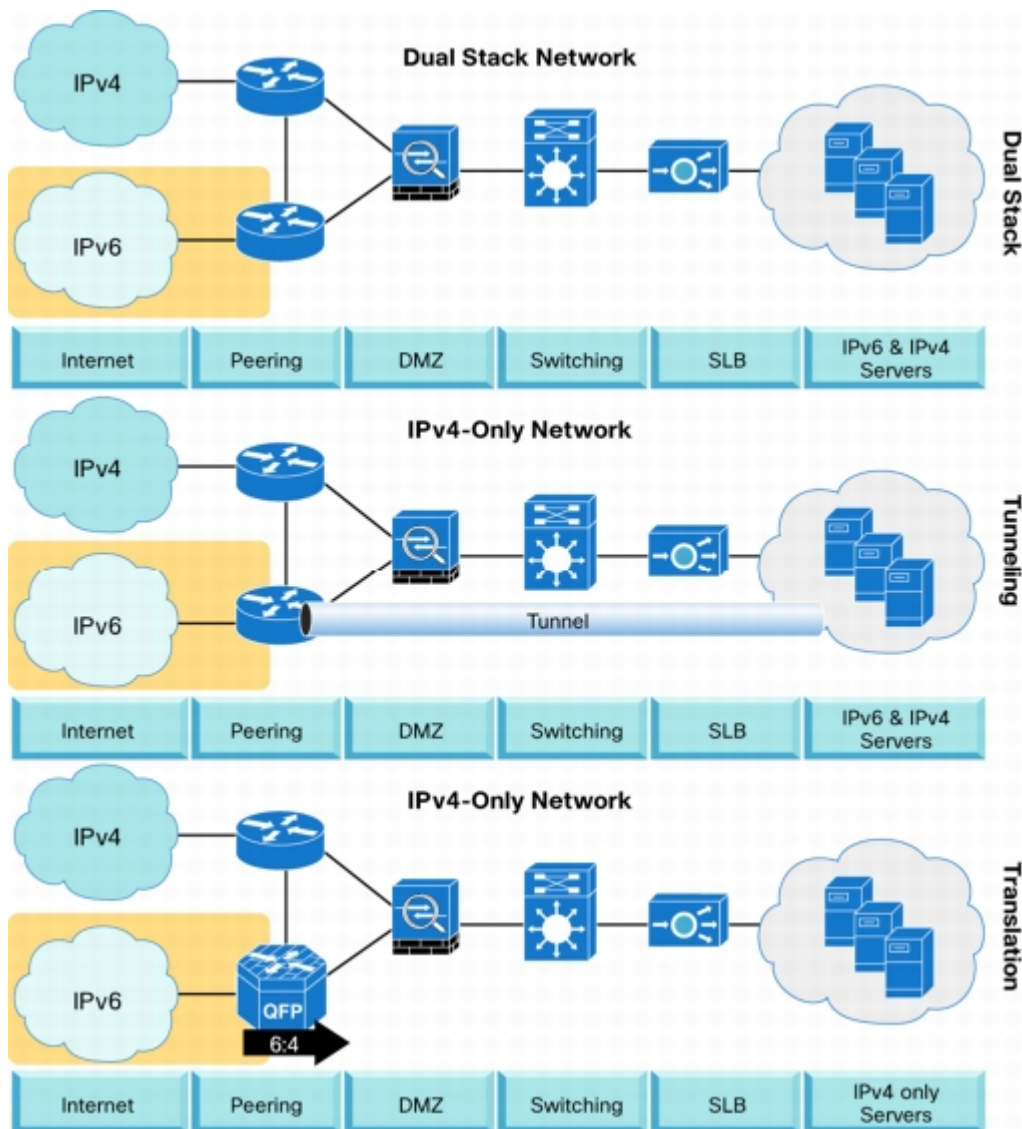 Dual Stack Network
IPv4
IPv6
Dual Stack
Internet
Peering
DMZ
Switching
SLB
IPv6 & IPv4
Servers
IPv4-Only Network
IPv4
IPv6
Tunnel
Tunneling
Internet
Peering
DMZ
Switching
SLB
IPv6 & IPv4
Servers
IPv4-Only Network
IPv4
IPv6
QFP
6:4
Translation
Internet
Peering
DMZ
Switching
SLB
IPv4 only
Servers